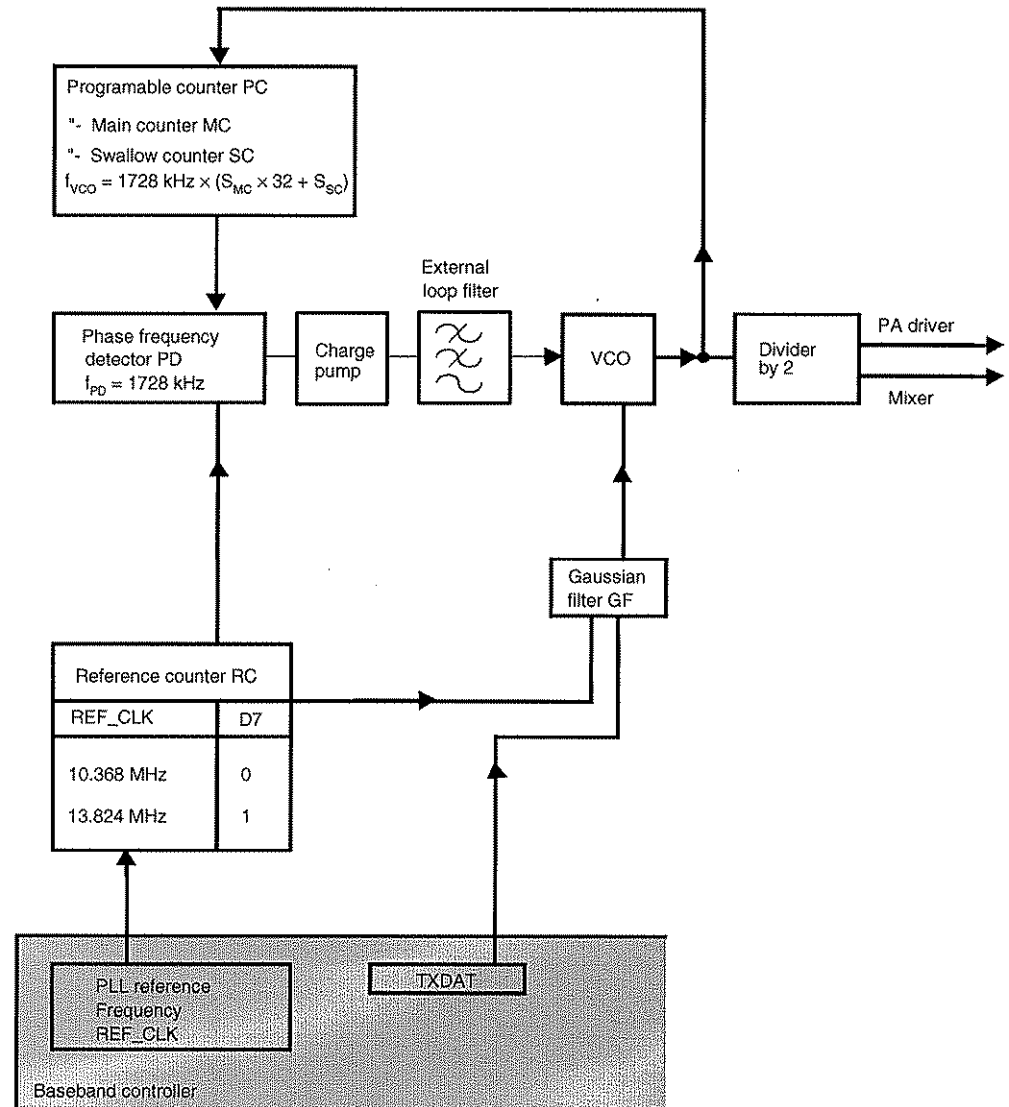 Programable counter PC
"- Main counter MC
"- Swallow counter SC
f_VCO = 1728 kHz × (S_MC × 32 + S_SC)
External
loop filter
Phase frequency
detector PD
f_PD = 1728 kHz
Charge
pump
VCO
Divider
by 2
PA driver
Mixer
Gaussian
filter GF
Reference counter RC
REF_CLK D7
10.368 MHz 0
13.824 MHz 1
PLL reference
Frequency
REF_CLK
TXDAT
Baseband controller